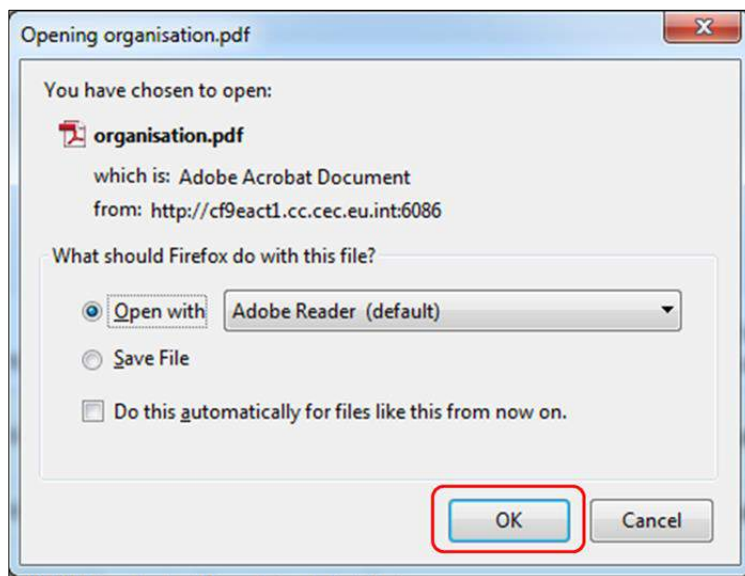 Opening organisation.pdf
You have chosen to open:
organisation.pdf
which is: Adobe Acrobat Document
from: http://cf9eact1.cc.cec.eu.int:6086
What should Firefox do with this file?
Open with Adobe Reader (default)
Save File
Do this automatically for files like this from now on.
OK Cancel